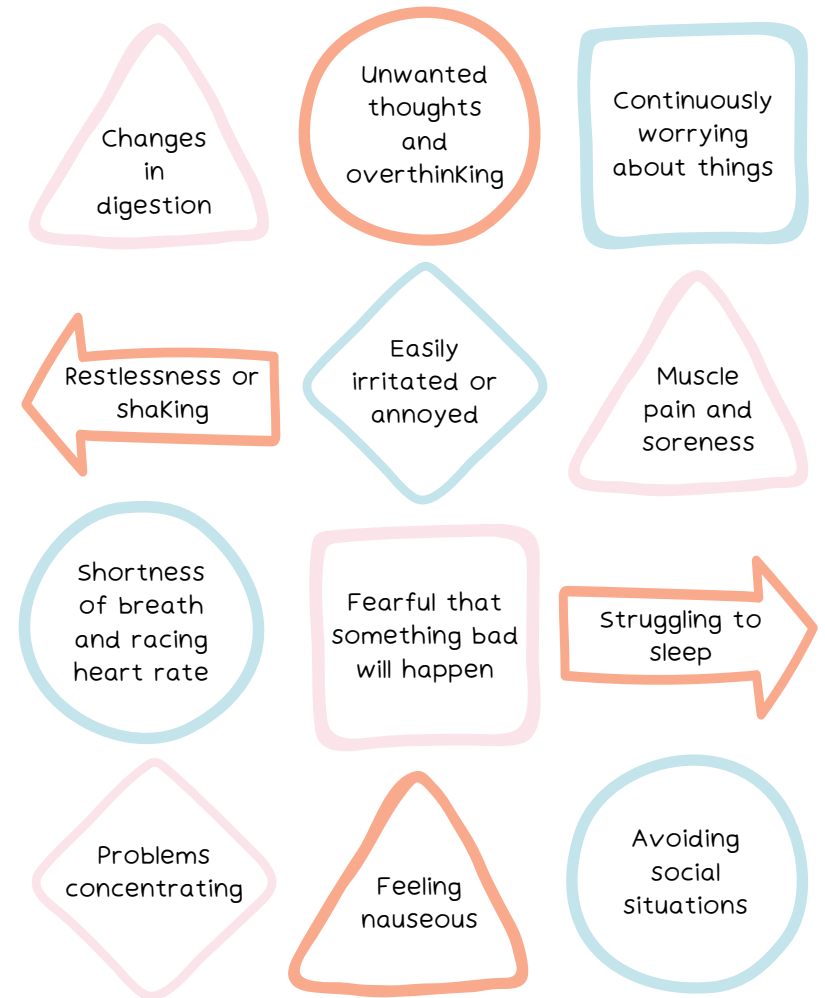 Changes
in
digestion
Unwanted
thoughts
and
overthinking
Continuously
worrying
about things
Restlessness or
shaking
Easily
irritated or
annoyed
Muscle
pain and
soreness
Shortness
of breath
and racing
heart rate
Fearful that
something bad
will happen
Struggling to
sleep
Problems
concentrating
Feeling
nauseous
Avoiding
social
situations